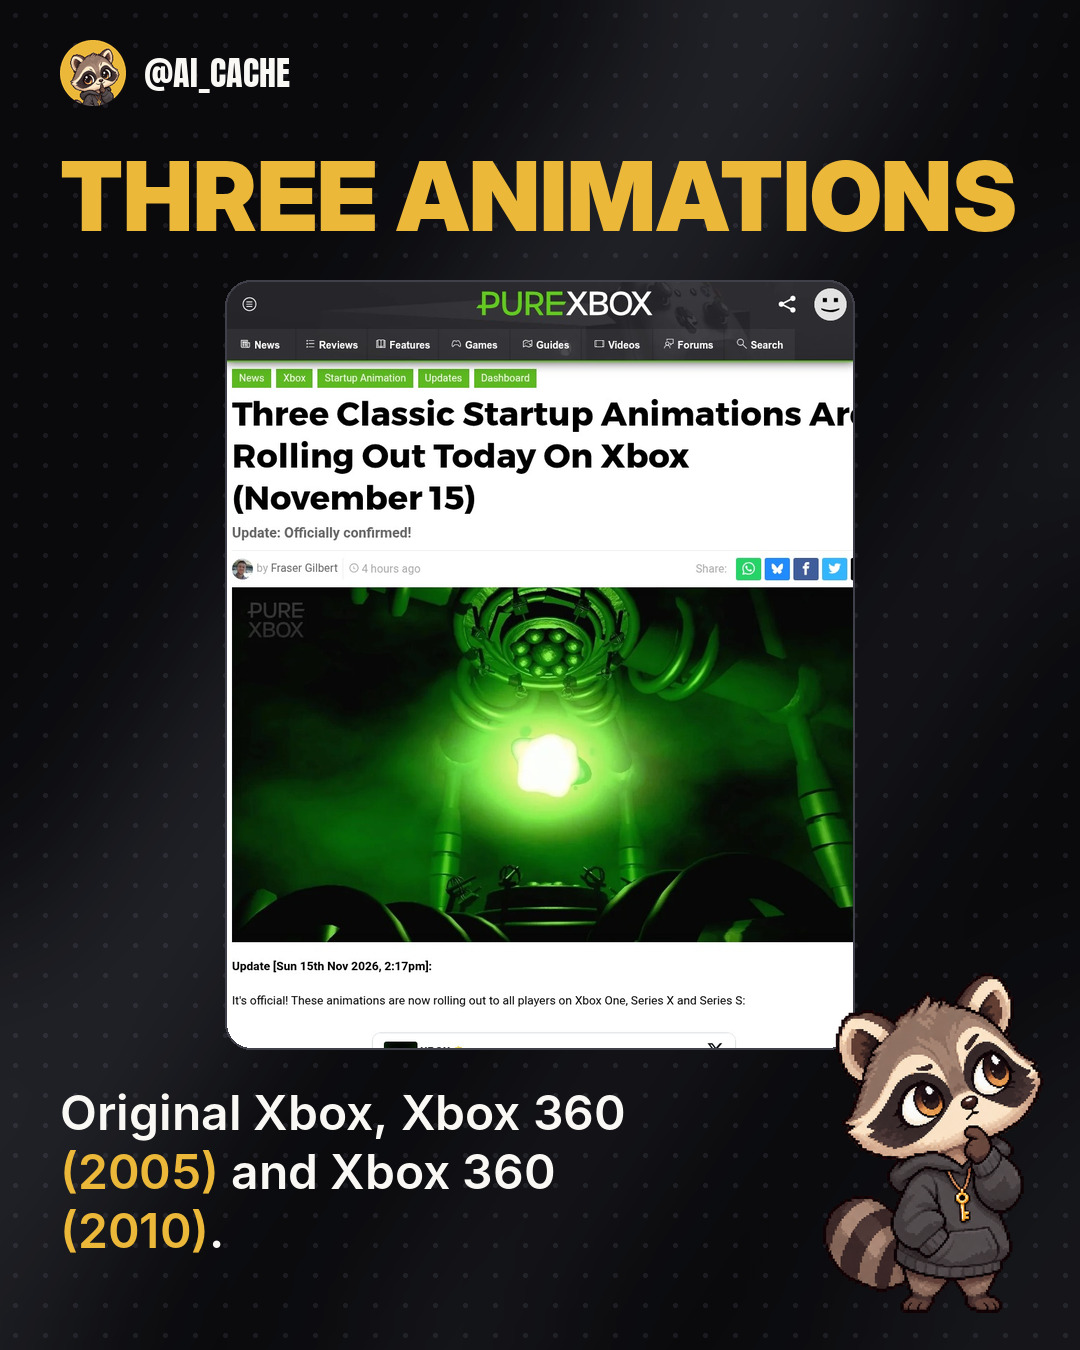 @AI_CACHE
THREE ANIMATIONS
PUREXBOX
News Reviews Features Games Guides Videos Forums Search
News Xbox Startup Animation Updates Dashboard
Three Classic Startup Animations Are
Rolling Out Today On Xbox
(November 15)
Update: Officially confirmed!
by Fraser Gilbert 4 hours ago Share:
PURE
XBOX
Update [Sun 15th Nov 2026, 2:17pm]:
It's official! These animations are now rolling out to all players on Xbox One, Series X and Series S:
Original Xbox, Xbox 360
(2005) and Xbox 360
(2010).